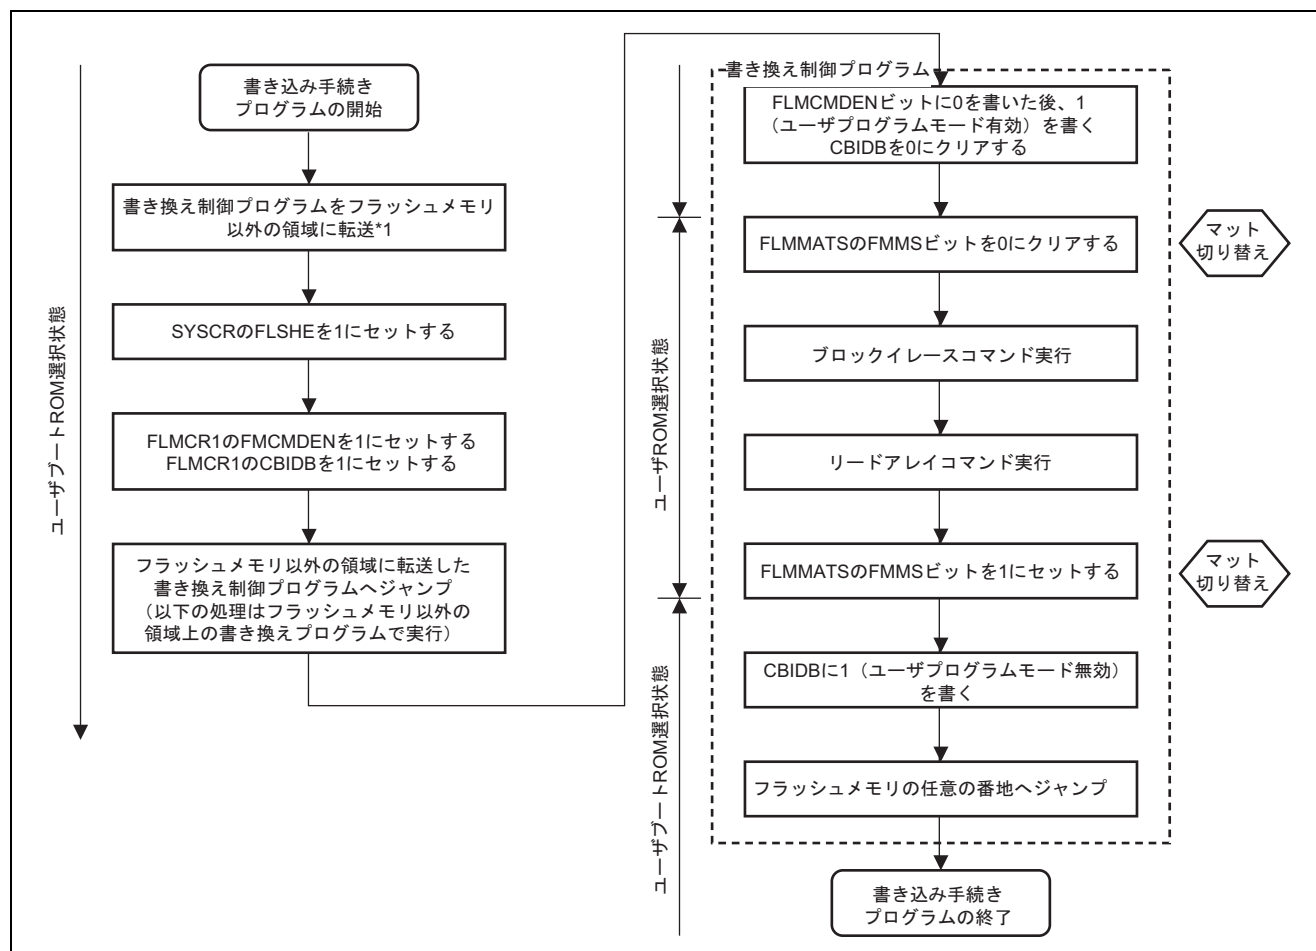 書き込み手続き
プログラムの開始
書き換え制御プログラムをフラッシュメモリ
以外の領域に転送*1
SYSCRのFLSHEを1にセットする
FLMCR1のFMCMDENを1にセットする
FLMCR1のCBIDBを1にセットする
フラッシュメモリ以外の領域に転送した
書き換え制御プログラムへジャンプ
（以下の処理はフラッシュメモリ以外の
領域上の書き換えプログラムで実行）
ユーザブートROM選択状態
書き換え制御プログラム
FLMCMDENビットに0を書いた後、1
（ユーザプログラムモード有効）を書く
CBIDBを0にクリアする
FLMMATSのFMMSビットを0にクリアする
マット
切り替え
ブロックイレースコマンド実行
リードアレイコマンド実行
ユーザROM選択状態
FLMMATSのFMMSビットを1にセットする
マット
切り替え
CBIDBに1（ユーザプログラムモード無効）
を書く
フラッシュメモリの任意の番地へジャンプ
ユーザブートROM選択状態
書き込み手続き
プログラムの終了